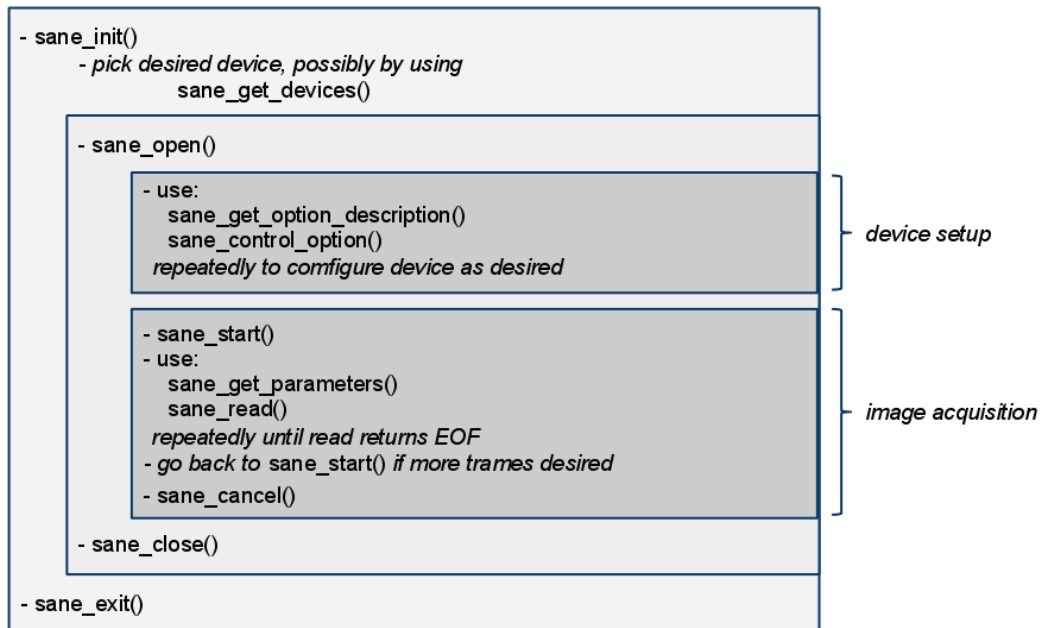 - sane_init()
- pick desired device, possibly by using
sane_get_devices()
- sane_open()
- use:
sane_get_option_description()
sane_control_option()
repeatedly to comfigure device as desired
device setup
- sane_start()
- use:
sane_get_parameters()
sane_read()
repeatedly until read returns EOF
- go back to sane_start() if more trames desired
- sane_cancel()
image acquisition
- sane_close()
- sane_exit()